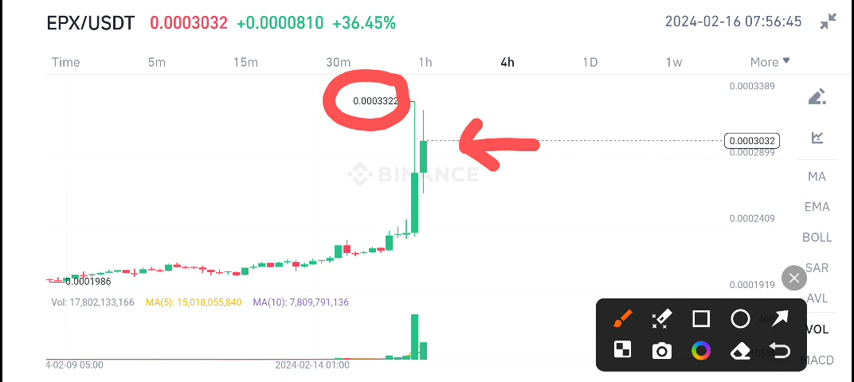 EPX/USDT 0.0003032 +0.0000810 +36.45% 2024-02-16 07:56:45
Time 5m 15m 30m 1h 4h 1D 1w More
0.0003389
0.0003322
0.0003032
0.0002899
BINANCE
MA
EMA
0.0002409
BOLL
SAR
0.0001986
0.0001919
Vol: 17,802,133,166 MA(5): 15,018,055,840 MA(10): 7,809,791,136
AVL
VOL
MACD
4-02-09 05:00 2024-02-14 01:00